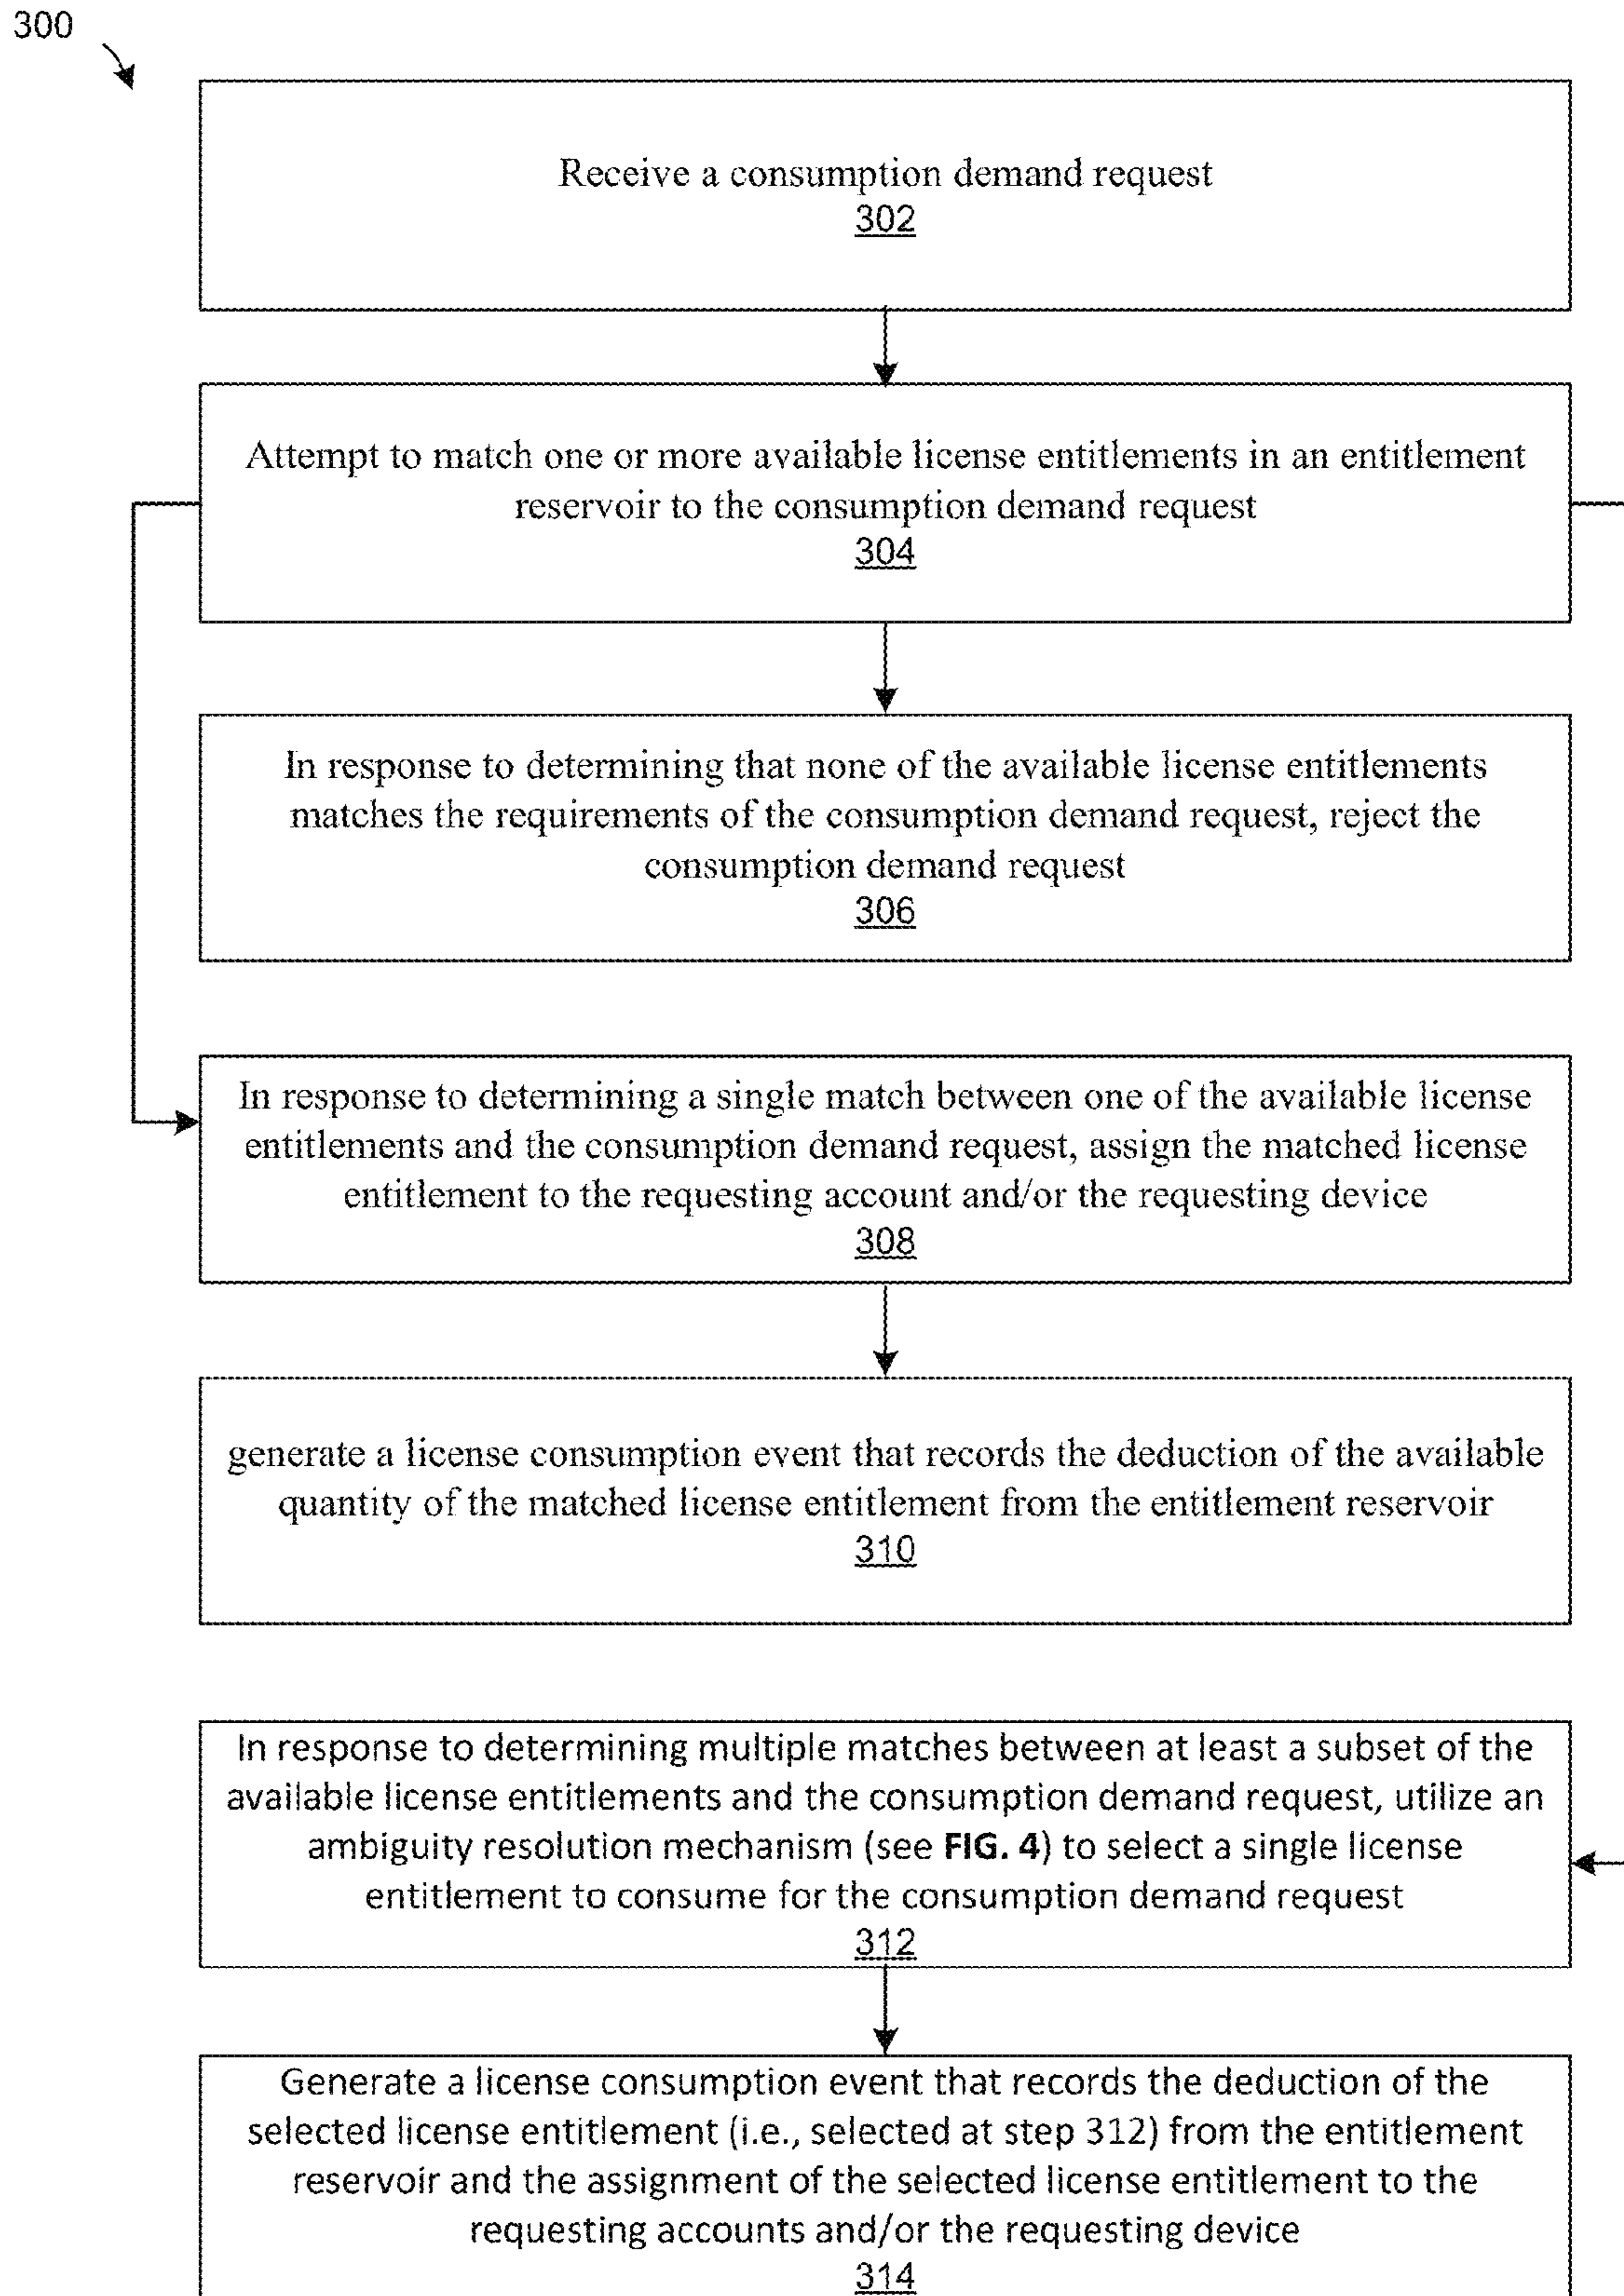 300
Receive a consumption demand request
302
Attempt to match one or more available license entitlements in an entitlement
reservoir to the consumption demand request
304
In response to determining that none of the available license entitlements
matches the requirements of the consumption demand request, reject the
consumption demand request
306
In response to determining a single match between one of the available license
entitlements and the consumption demand request, assign the matched license
entitlement to the requesting account and/or the requesting device
308
generate a license consumption event that records the deduction of the available
quantity of the matched license entitlement from the entitlement reservoir
310
In response to determining multiple matches between at least a subset of the
available license entitlements and the consumption demand request, utilize an
ambiguity resolution mechanism (see FIG. 4) to select a single license
entitlement to consume for the consumption demand request
312
Generate a license consumption event that records the deduction of the
selected license entitlement (i.e., selected at step 312) from the entitlement
reservoir and the assignment of the selected license entitlement to the
requesting accounts and/or the requesting device
314